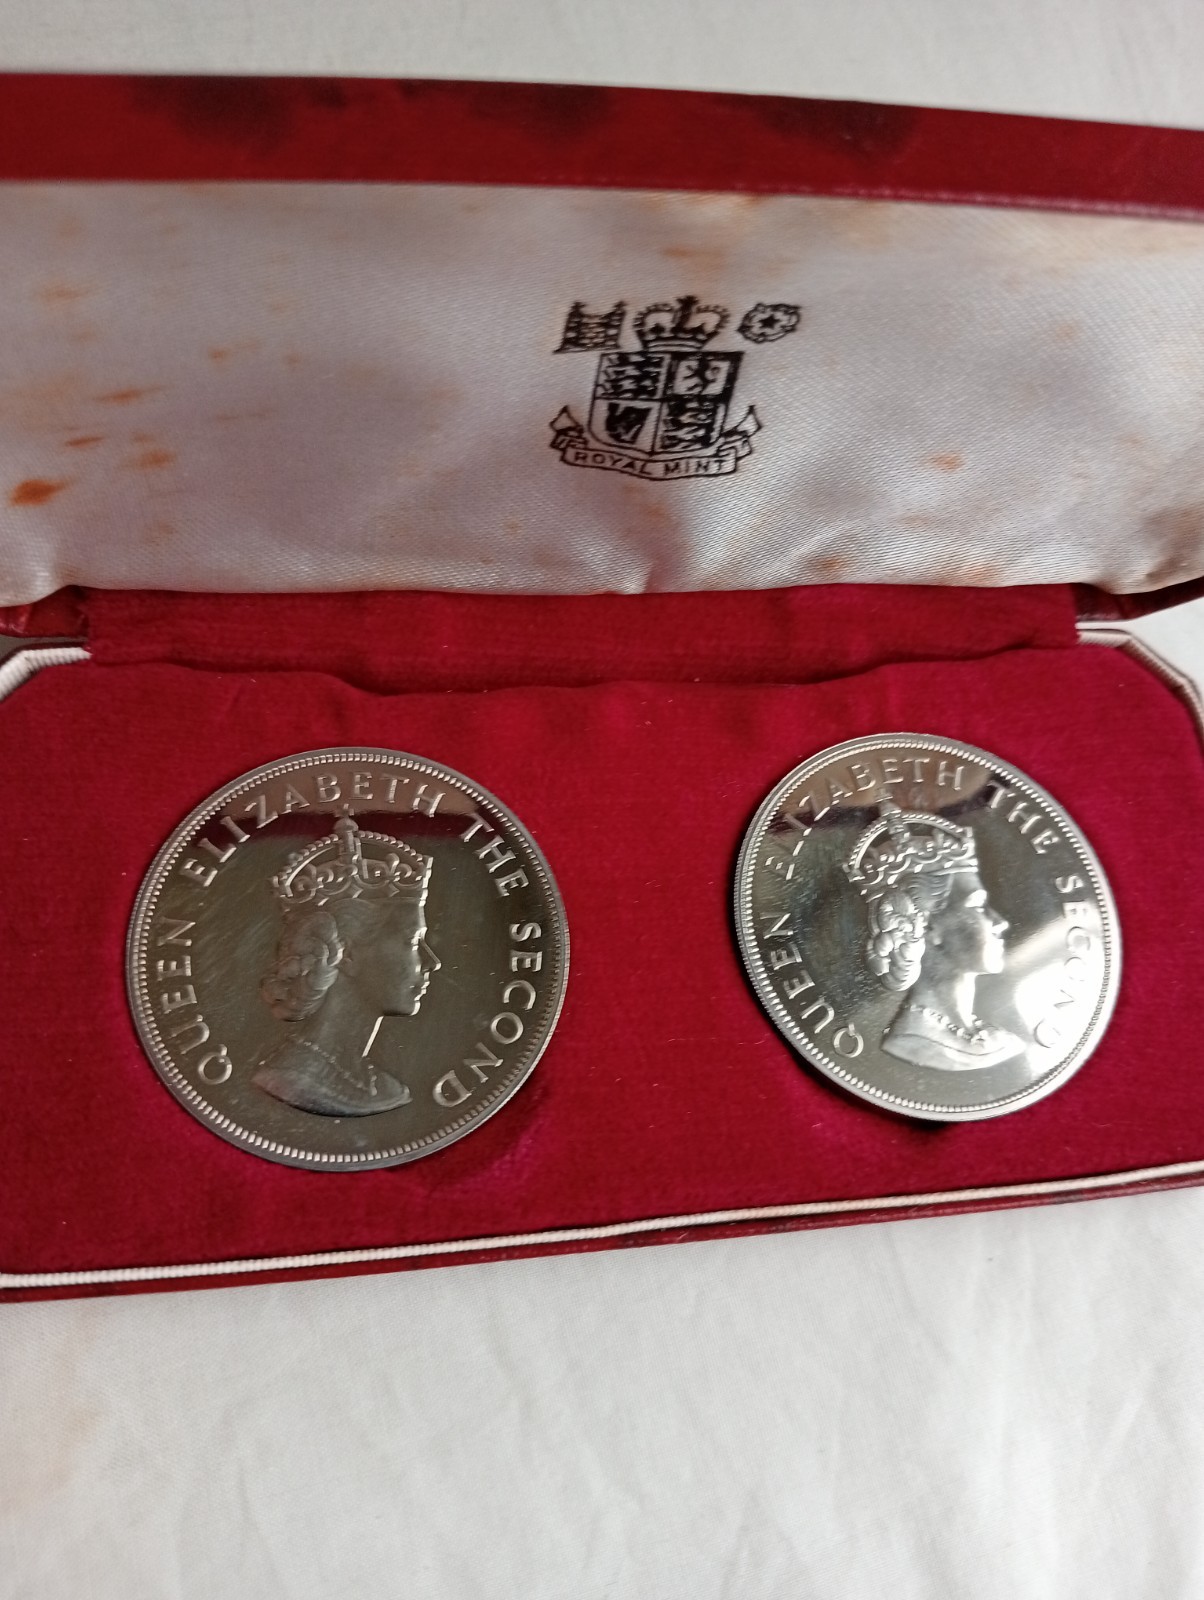 ROYAL MINT
QUEEN ELIZABETH THE SECOND
QUEEN ELIZABETH THE SECOND